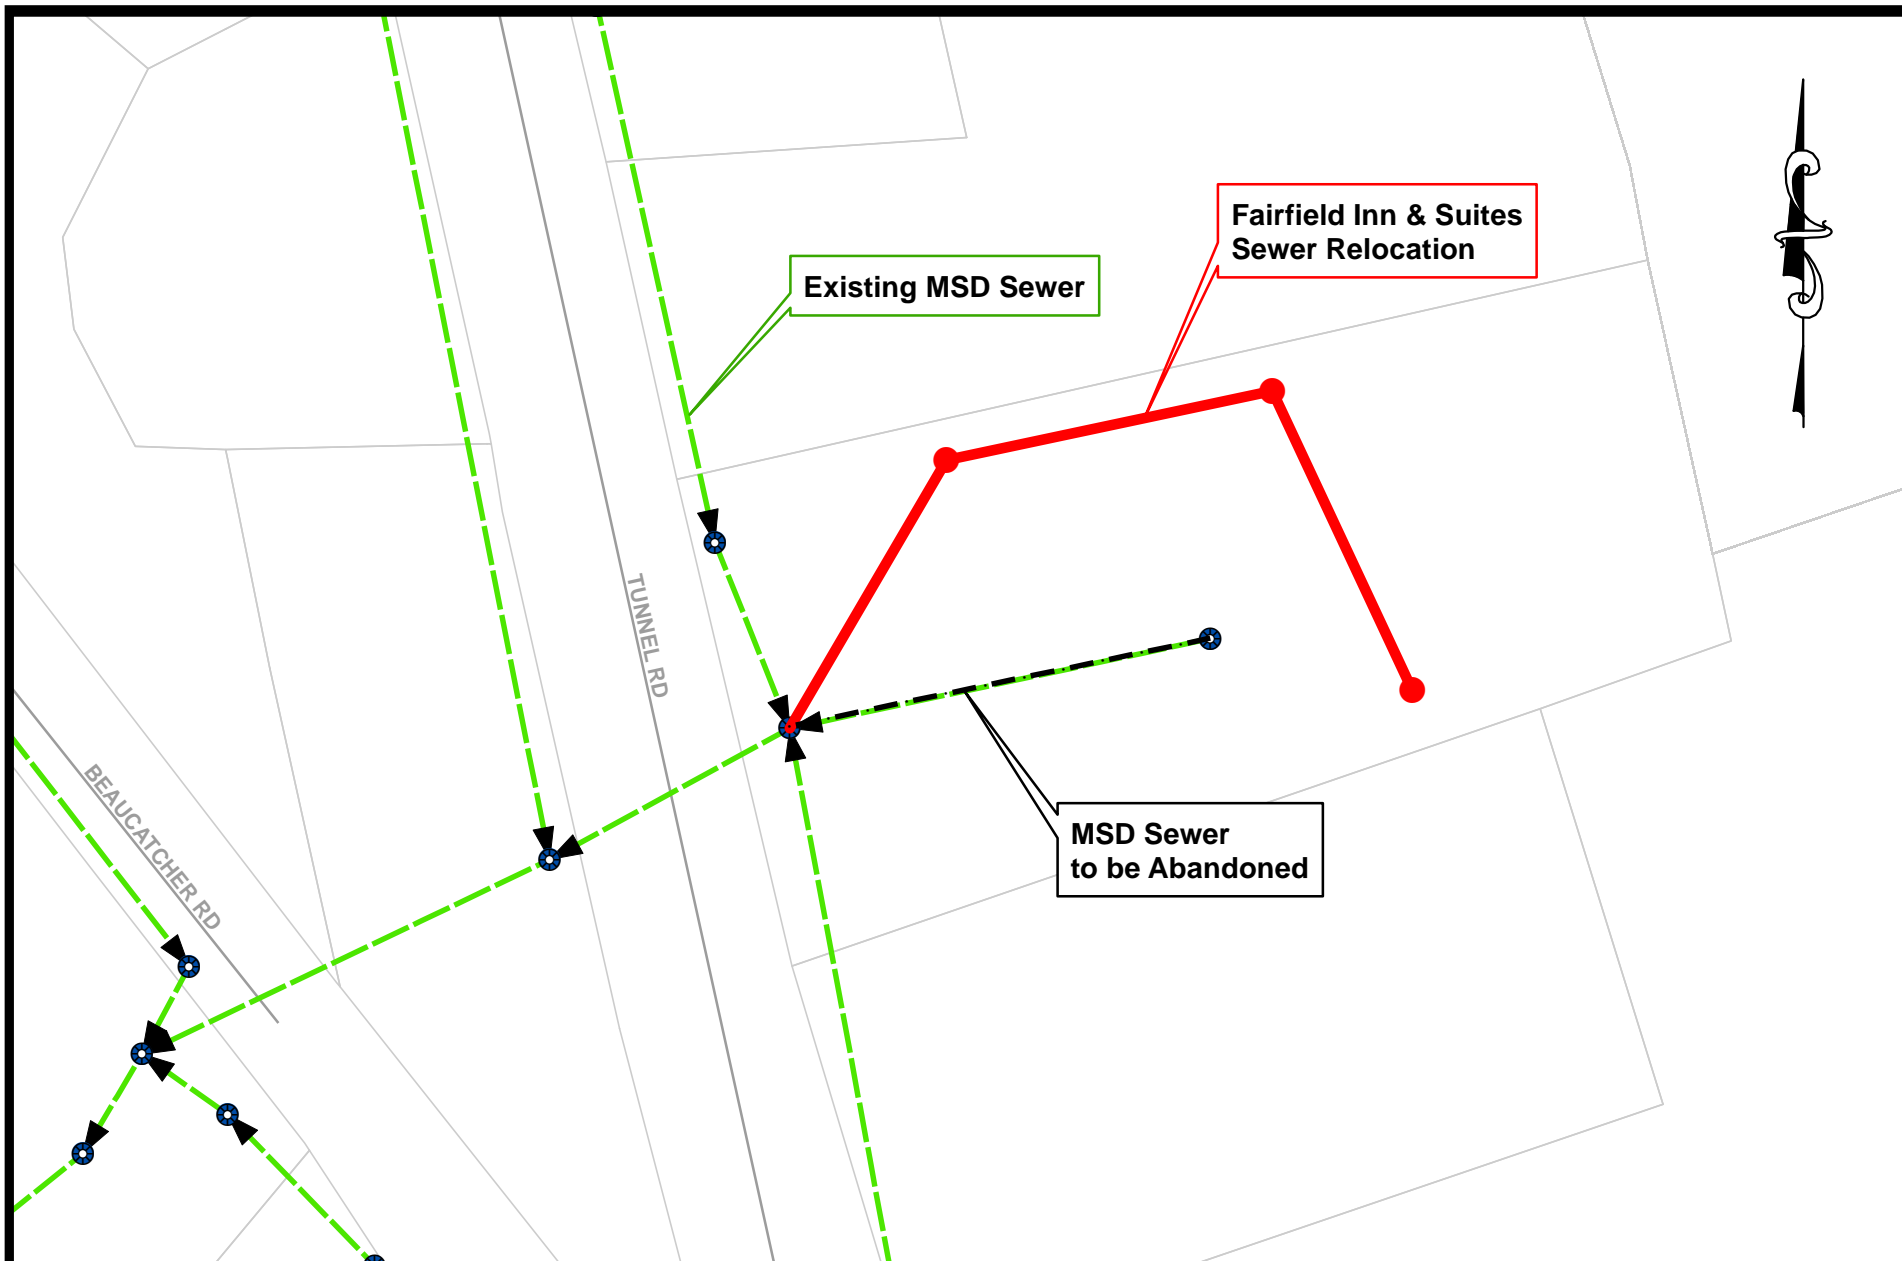 Fairfield Inn & Suites
Sewer Relocation
Existing MSD Sewer
TUNNEL RD
BEAUCATCHER RD
MSD Sewer
to be Abandoned